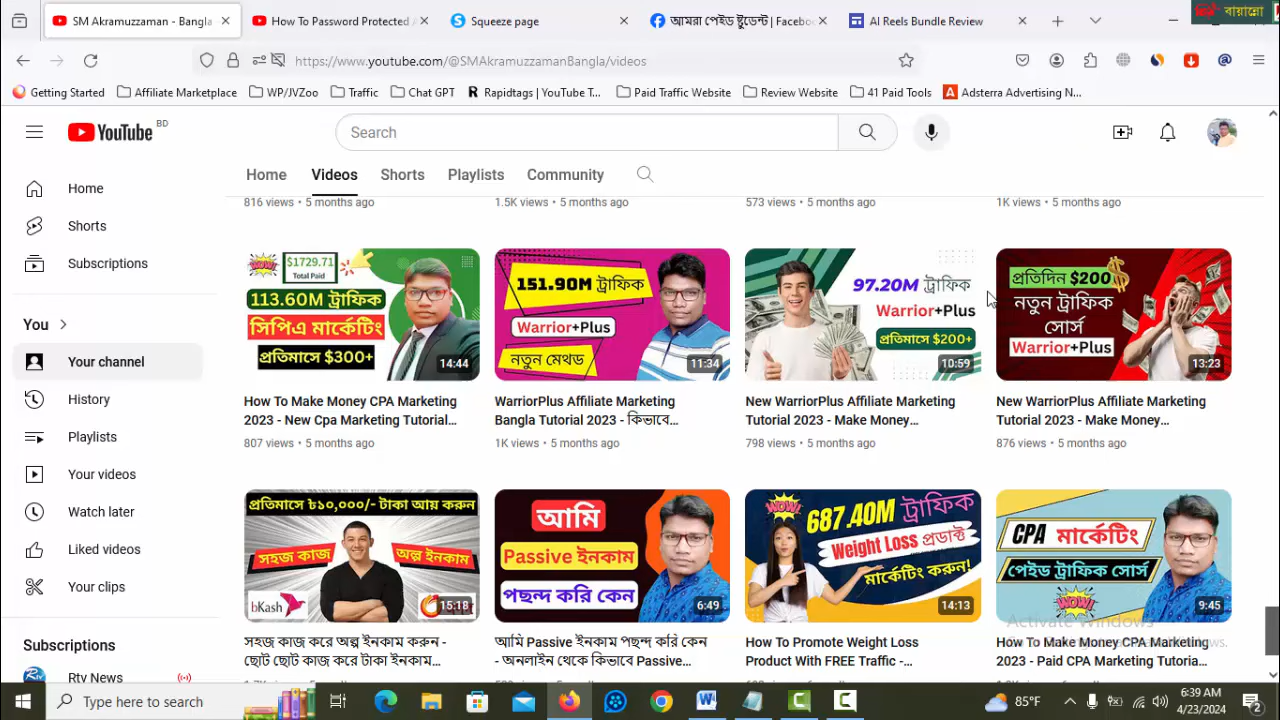 SM Akramuzzaman - Bangla
How To Password Protected
Squeeze page
আমরা পেইড ষ্টুডেন্ট | Facebo
AI Reels Bundle Review
বায়ান্নো
https://www.youtube.com/@SMAkramuzzamanBangla/videos
Getting Started
Affiliate Marketplace
WP/JVZoo
Traffic
Chat GPT
Rapidtags | YouTube T...
Paid Traffic Website
Review Website
41 Paid Tools
Adsterra Advertising N...
YouTube BD
Search
Home
Videos
Shorts
Playlists
Community
Home
Shorts
Subscriptions
You
Your channel
History
Playlists
Your videos
Watch later
Liked videos
Your clips
Subscriptions
Rtv News
816 views • 5 months ago
1.5K views • 5 months ago
573 views • 5 months ago
1K views • 5 months ago
WOW!
$1729.71
Total Paid
113.60M ট্রাফিক
সিপিএ মার্কেটিং
প্রতিমাসে $300+
14:44
How To Make Money CPA Marketing
2023 - New Cpa Marketing Tutorial...
807 views • 5 months ago
151.90M ট্রাফিক
Warrior+Plus
নতুন মেথড
11:34
WarriorPlus Affiliate Marketing
Bangla Tutorial 2023 - কিভাবে...
1K views • 5 months ago
97.20M ট্রাফিক
Warrior+Plus
প্রতিমাসে $200+
10:59
New WarriorPlus Affiliate Marketing
Tutorial 2023 - Make Money...
798 views • 5 months ago
প্রতিদিন $200
নতুন ট্রাফিক
সোর্স
Warrior+Plus
13:23
New WarriorPlus Affiliate Marketing
Tutorial 2023 - Make Money...
876 views • 5 months ago
প্রতিমাসে ৳১০,০০০/- টাকা আয় করুন
সহজ কাজ
অল্প ইনকাম
bKash
15:18
সহজ কাজ করে অল্প ইনকাম করুন -
ছোট ছোট কাজ করে টাকা ইনকাম...
আমি
Passive ইনকাম
পছন্দ করি কেন
6:49
আমি Passive ইনকাম পছন্দ করি কেন
- অনলাইন থেকে কিভাবে Passive...
WOW!
687.40M ট্রাফিক
Weight Loss প্রডাক্ট
মার্কেটিং করুন!
14:13
How To Promote Weight Loss
Product With FREE Traffic -...
CPA মার্কেটিং
পেইড ট্রাফিক সোর্স
WOW!
9:45
How To Make Money CPA Marketing
2023 - Paid CPA Marketing Tutoria...
Activate Windows
Type here to search
85°F
6:39 AM
4/23/2024
2